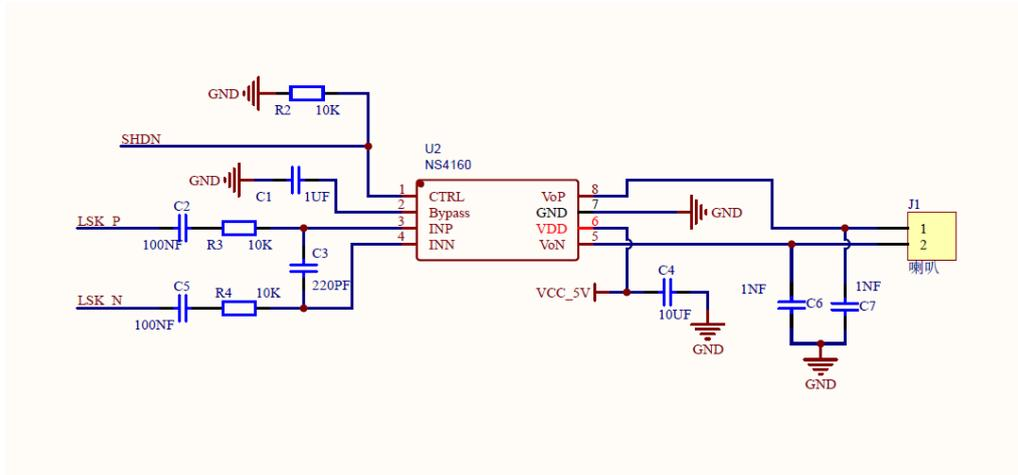 GND
R2
10K
SHDN
U2
NS4160
GND
C1
1UF
1
CTRL
VoP
8
2
Bypass
GND
7
GND
3
INP
VDD
6
4
INN
VoN
5
LSK_P
C2
100NF
R3
10K
C3
220PF
LSK_N
C5
100NF
R4
10K
VCC_5V
C4
10UF
GND
J1
1
2
喇叭
1NF
C6
1NF
C7
GND